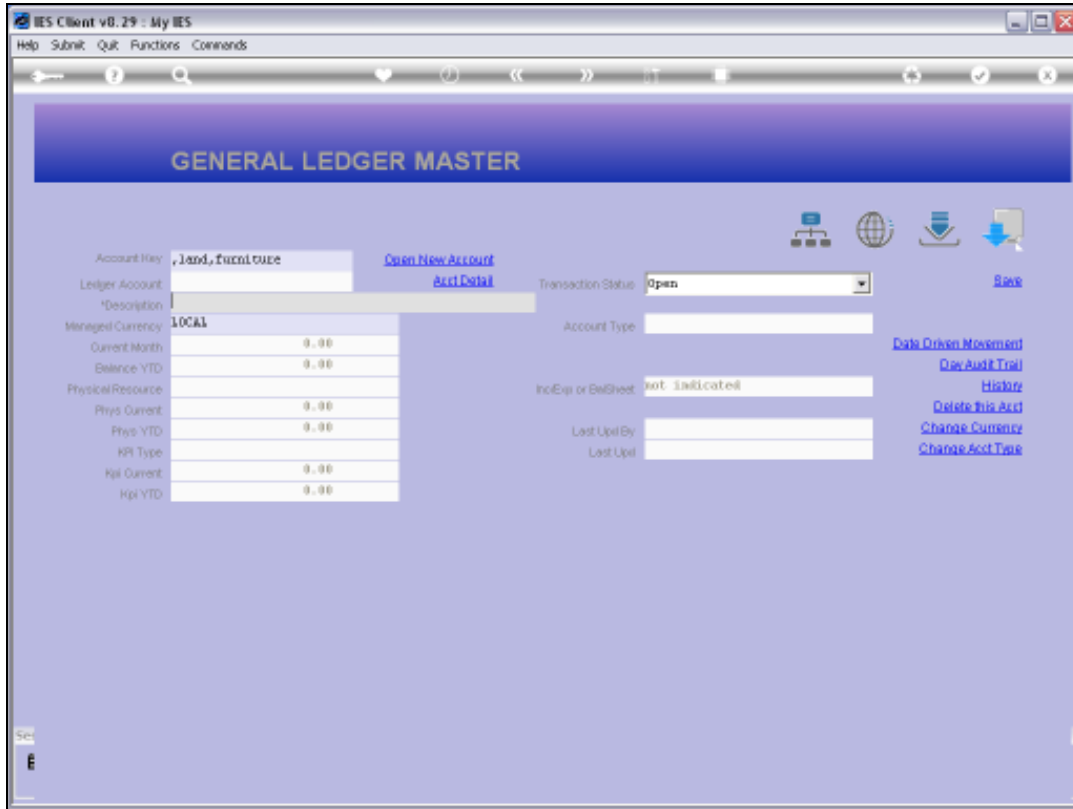 IES Client v8.29 : My IES
Help Submit Quit Functions Commands
GENERAL LEDGER MASTER
Account Key ,land,furniture Open New Account
Ledger Account Acct Detail Transaction Status Open Save
*Description
Managed Currency LOCAL Account Type
Current Month 0.00 Date Driven Movement
Balance YTD 0.00 Day Audit Trail
Physical Resource Inc/Exp or BalSheet not indicated History
Phys Current 0.00 Delete this Acct
Phys YTD 0.00 Last Upd By Change Currency
KPI Type Last Upd Change Acct Type
Kpi Current 0.00
Kpi YTD 0.00